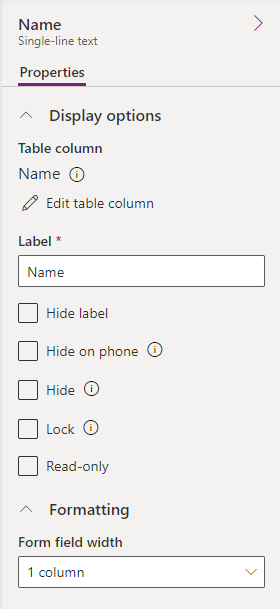 Name
Single-line text
Properties
Display options
Table column
Name
Edit table column
Label *
Name
Hide label
Hide on phone
Hide
Lock
Read-only
Formatting
Form field width
1 column